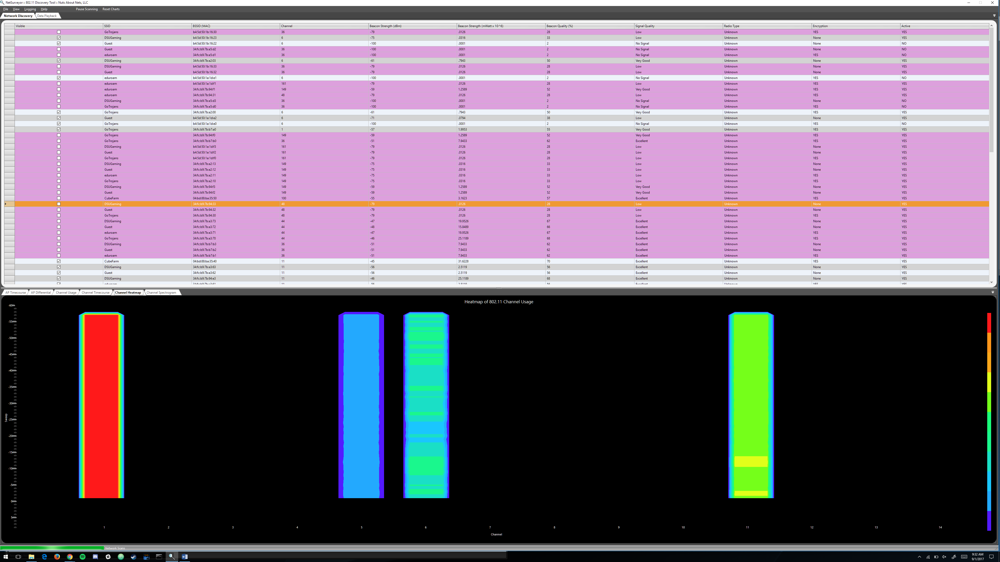 NetSurveyor :: 802.11 Discovery Tool :: Nuts About Nets, LLC
File View Logging Help Pause Scanning Reset Charts
Network Discovery Data Playback
Visible SSID BSSID (MAC) Channel Beacon Strength (dBm) Beacon Strength (mWatt x 10^6) Beacon Quality (%) Signal Quality Radio Type Encryption Active
GoTrojans b4:5d:50:1b:16:30 36 -79 .0126 28 Low Unknown YES YES
DSUGaming b4:5d:50:1b:16:23 6 -75 .0316 33 Low Unknown None YES
Guest b4:5d:50:1b:16:22 6 -100 .0001 2 No Signal Unknown None NO
Guest 34:fc:b9:7b:a5:d2 36 -100 .0001 2 No Signal Unknown None NO
eduroam 34:fc:b9:7b:a5:d1 36 -100 .0001 2 No Signal Unknown YES NO
DSUGaming 34:fc:b9:7b:a2:03 6 -61 .7943 50 Very Good Unknown None YES
DSUGaming b4:5d:50:1b:16:33 36 -79 .0126 28 Low Unknown None YES
Guest b4:5d:50:1b:16:32 36 -79 .0126 28 Low Unknown None YES
eduroam b4:5d:50:1a:1d:e1 6 -100 .0001 2 No Signal Unknown YES NO
eduroam b4:5d:50:1a:1d:f1 161 -79 .0126 28 Low Unknown YES YES
eduroam 34:fc:b9:7b:94:f1 149 -59 1.2589 52 Very Good Unknown YES YES
eduroam 34:fc:b9:7b:94:31 48 -79 .0126 28 Low Unknown YES YES
DSUGaming 34:fc:b9:7b:a5:d3 36 -100 .0001 2 No Signal Unknown None NO
GoTrojans 34:fc:b9:7b:a5:d0 36 -100 .0001 2 No Signal Unknown YES NO
GoTrojans 34:fc:b9:7b:a2:00 6 -61 .7943 50 Very Good Unknown YES YES
Guest b4:5d:50:1a:1d:e2 6 -71 .0794 38 Low Unknown None YES
GoTrojans b4:5d:50:1a:1d:e0 6 -100 .0001 2 No Signal Unknown YES NO
GoTrojans 34:fc:b9:7b:b7:a0 1 -57 1.9953 55 Very Good Unknown YES YES
GoTrojans 34:fc:b9:7b:94:f0 149 -59 1.2589 52 Very Good Unknown YES YES
GoTrojans 34:fc:b9:7b:b7:b0 36 -51 7.9433 62 Excellent Unknown YES YES
DSUGaming b4:5d:50:1a:1d:f3 161 -79 .0126 28 Low Unknown None YES
Guest b4:5d:50:1a:1d:f2 161 -79 .0126 28 Low Unknown None YES
GoTrojans b4:5d:50:1a:1d:f0 161 -79 .0126 28 Low Unknown YES YES
DSUGaming 34:fc:b9:7b:a2:13 149 -75 .0316 33 Low Unknown None YES
Guest 34:fc:b9:7b:a2:12 149 -75 .0316 33 Low Unknown None YES
eduroam 34:fc:b9:7b:a2:11 149 -75 .0316 33 Low Unknown YES YES
GoTrojans 34:fc:b9:7b:a2:10 149 -75 .0316 33 Low Unknown YES YES
DSUGaming 34:fc:b9:7b:94:f3 149 -59 1.2589 52 Very Good Unknown None YES
Guest 34:fc:b9:7b:94:f2 149 -59 1.2589 52 Very Good Unknown None YES
CubeFarm 04:bd:88:ba:35:50 100 -55 3.1623 57 Excellent Unknown YES YES
DSUGaming 34:fc:b9:7b:94:33 48 -79 .0126 28 Low Unknown None YES
Guest 34:fc:b9:7b:94:32 48 -79 .0126 28 Low Unknown None YES
GoTrojans 34:fc:b9:7b:94:30 48 -79 .0126 28 Low Unknown YES YES
DSUGaming 34:fc:b9:7b:a3:73 44 -47 19.9526 67 Excellent Unknown None YES
Guest 34:fc:b9:7b:a3:72 44 -48 15.8489 66 Excellent Unknown None YES
eduroam 34:fc:b9:7b:a3:71 44 -47 19.9526 67 Excellent Unknown YES YES
GoTrojans 34:fc:b9:7b:a3:70 44 -46 25.1189 68 Excellent Unknown YES YES
DSUGaming 34:fc:b9:7b:b7:b3 36 -51 7.9433 62 Excellent Unknown None YES
Guest 34:fc:b9:7b:b7:b2 36 -51 7.9433 62 Excellent Unknown None YES
eduroam 34:fc:b9:7b:b7:b1 36 -51 7.9433 62 Excellent Unknown YES YES
CubeFarm 04:bd:88:ba:35:40 11 -45 31.6228 70 Excellent Unknown YES YES
DSUGaming 34:fc:b9:7b:a3:63 11 -56 2.5119 56 Excellent Unknown None YES
Guest 34:fc:b9:7b:a3:62 11 -56 2.5119 56 Excellent Unknown None YES
DSUGaming 34:fc:b9:7b:94:e3 11 -46 25.1189 68 Excellent Unknown None YES
eduroam 34:fc:b9:7b:a3:61 11 -56 2.5119 56 Excellent Unknown YES YES
AP Timecourse AP Differential Channel Usage Channel Timecourse Channel Heatmap Channel Spectrogram
Heatmap of 802.11 Channel Usage
-60
-55
-50
-45
-40
-35
-30
-25
-20
-15
-10
-5
0
5
Sweep
1 2 3 4 5 6 7 8 9 10 11 12 13 14
Channel
Network Scans
9:32 AM
9/1/2017